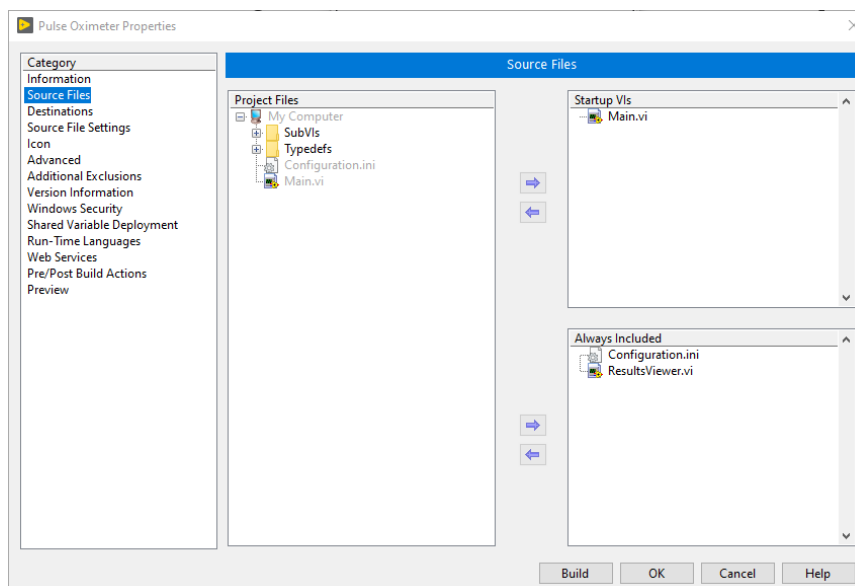 Pulse Oximeter Properties
Category
Information
Source Files
Destinations
Source File Settings
Icon
Advanced
Additional Exclusions
Version Information
Windows Security
Shared Variable Deployment
Run-Time Languages
Web Services
Pre/Post Build Actions
Preview
Source Files
Project Files
My Computer
SubVIs
Typedefs
Configuration.ini
Main.vi
Startup VIs
Main.vi
Always Included
Configuration.ini
ResultsViewer.vi
Build
OK
Cancel
Help